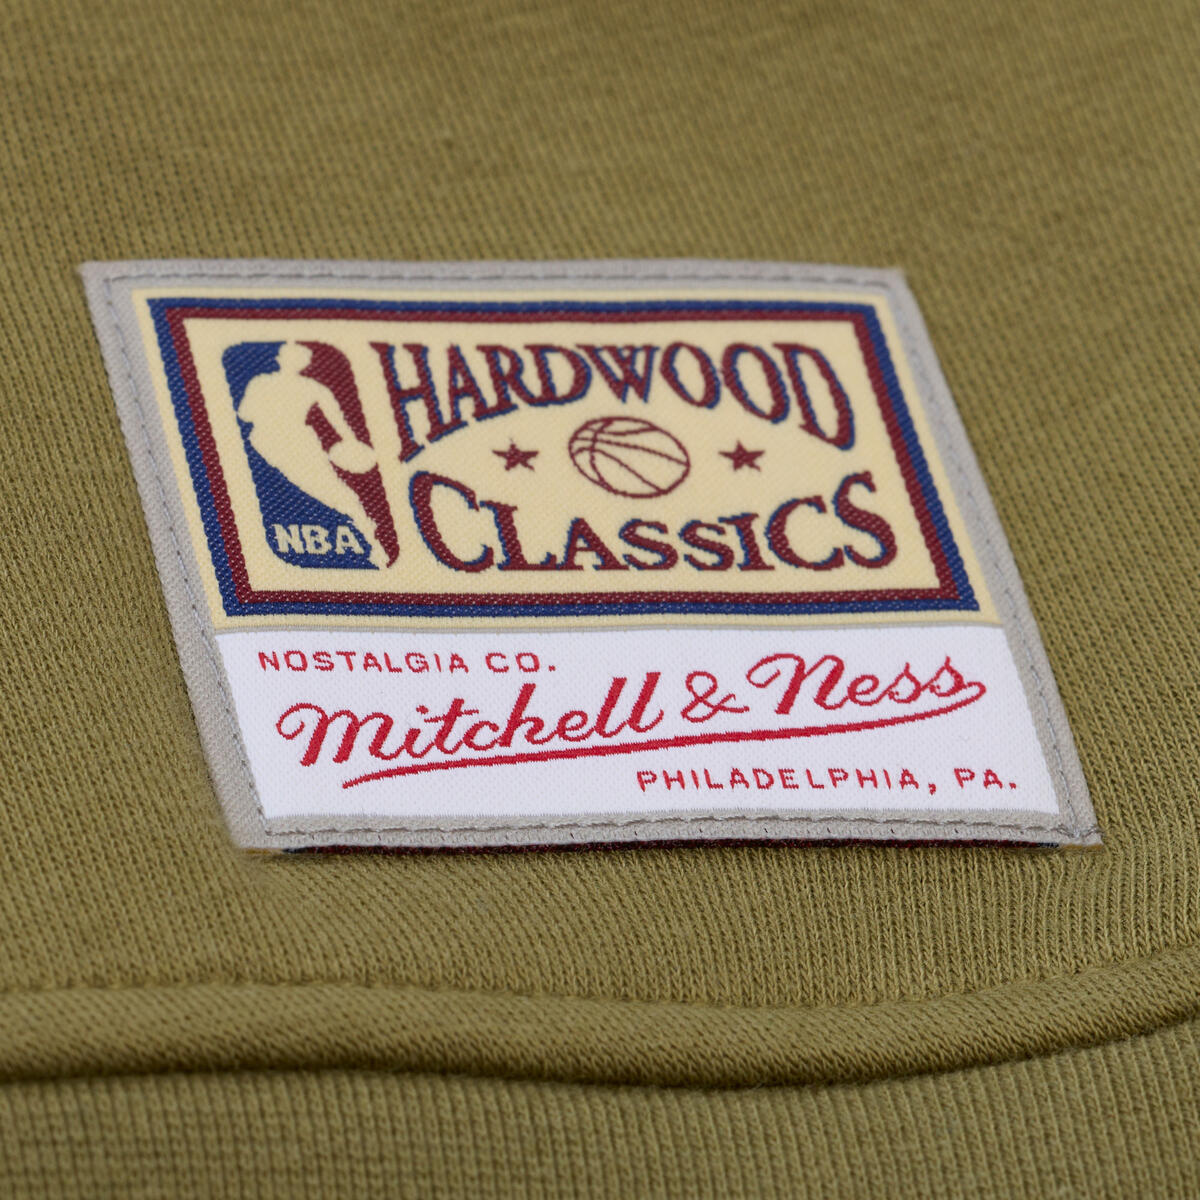 HARDWOOD
CLASSICS
NBA
NOSTALGIA CO.
Mitchell & Ness
PHILADELPHIA, PA.